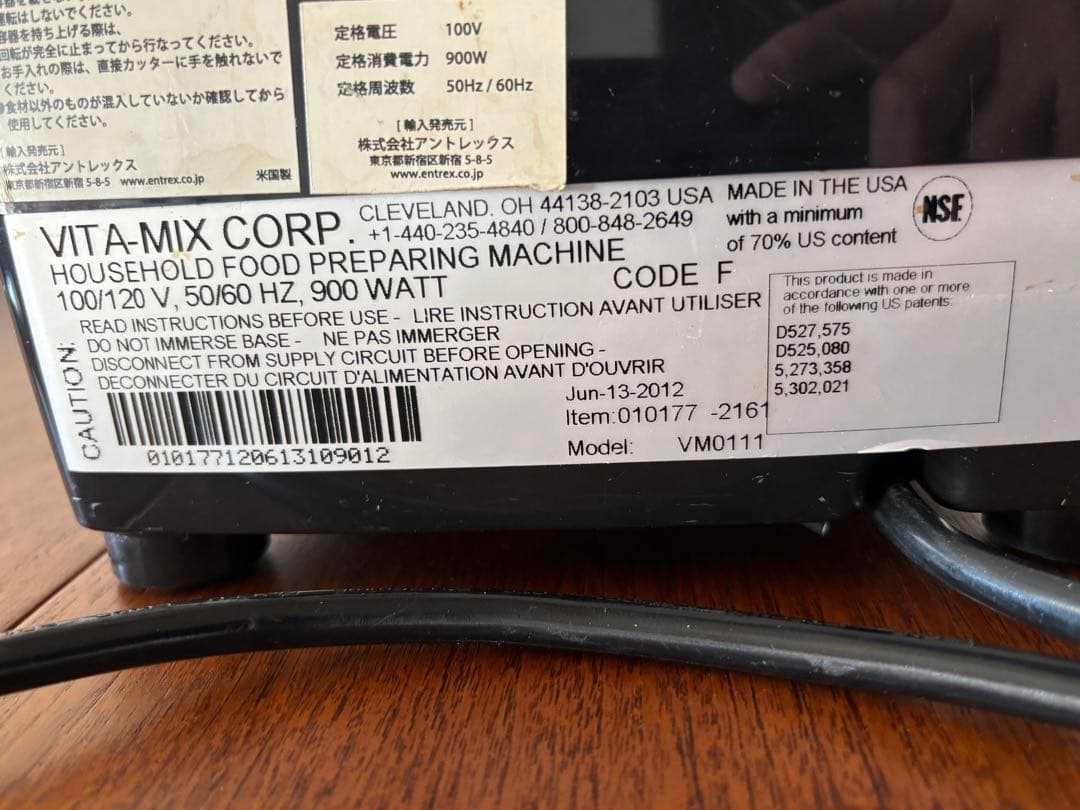 運転はしないでください。
容器を持ち上げる際は、
回転が完全に止まってから行なってください。
お手入れの際は、直接カッターに手を触れないで
ください。
●食材以外のものが混入していないか確認してから
使用してください。
[輸入発売元]
株式会社アントレックス
東京都新宿区新宿 5-8-5 www.entrex.co.jp 米国製
定格電圧 100V
定格消費電力 900W
定格周波数 50Hz / 60Hz
[輸入発売元]
株式会社アントレックス
東京都新宿区新宿 5-8-5
www.entrex.co.jp
VITA-MIX CORP.
CLEVELAND, OH 44138-2103 USA
+1-440-235-4840 / 800-848-2649
MADE IN THE USA
with a minimum
of 70% US content
NSF
HOUSEHOLD FOOD PREPARING MACHINE
100/120 V, 50/60 HZ, 900 WATT
CODE F
CAUTION:
READ INSTRUCTIONS BEFORE USE - LIRE INSTRUCTION AVANT UTILISER
DO NOT IMMERSE BASE - NE PAS IMMERGER
DISCONNECT FROM SUPPLY CIRCUIT BEFORE OPENING -
DECONNECTER DU CIRCUIT D'ALIMENTATION AVANT D'OUVRIR
This product is made in
accordance with one or more
of the following US patents:
D527,575
D525,080
5,273,358
5,302,021
Jun-13-2012
Item:010177 -2161
Model: VM0111
010177120613109012